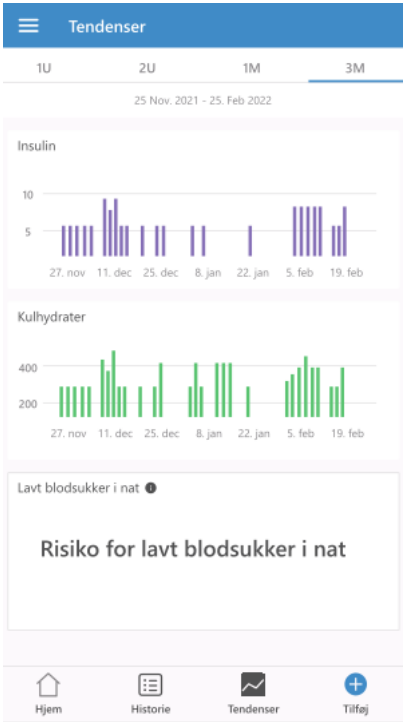 Tendenser
1U 2U 1M 3M
25 Nov. 2021 - 25. Feb 2022
Insulin
10
5
27. nov 11. dec 25. dec 8. jan 22. jan 5. feb 19. feb
Kulhydrater
400
200
27. nov 11. dec 25. dec 8. jan 22. jan 5. feb 19. feb
Lavt blodsukker i nat
Risiko for lavt blodsukker i nat
Hjem Historie Tendenser Tilføj